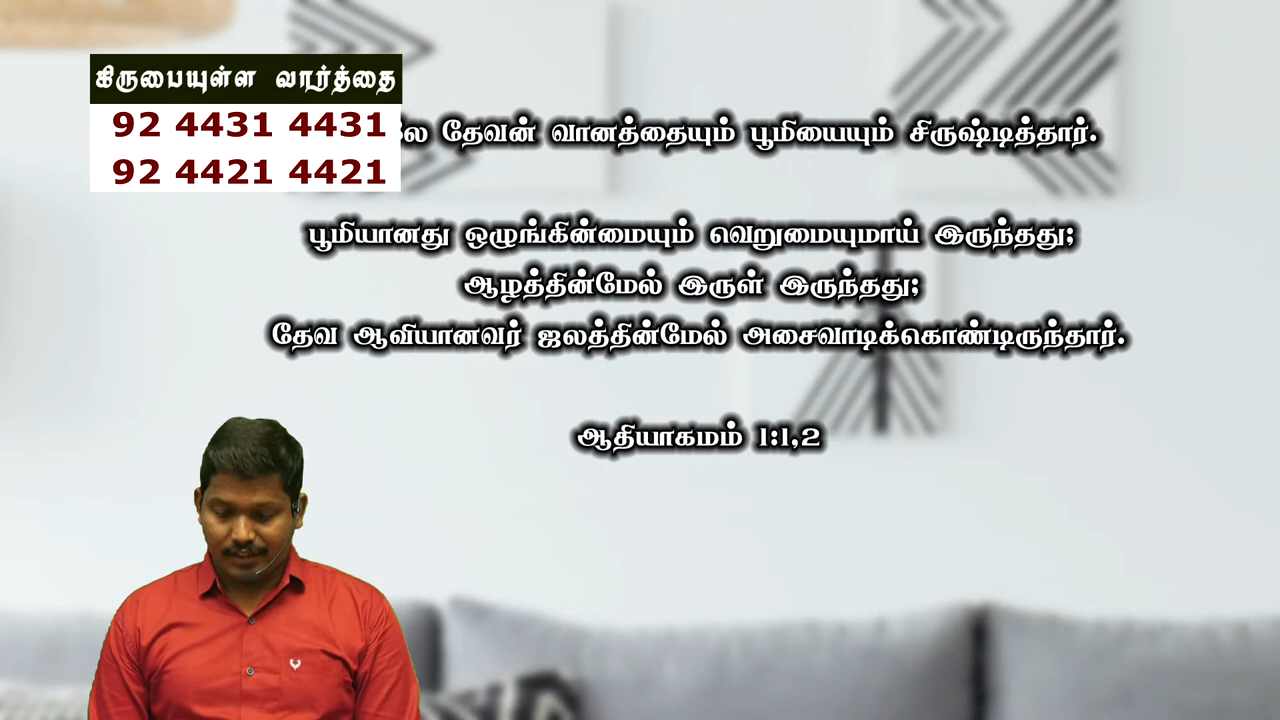 கிருபையுள்ள வார்த்தை
92 4431 4431
92 4421 4421
தேவன் வானத்தையும் பூமியையும் சிருஷ்டித்தார்.
பூமியானது ஒழுங்கின்மையும் வெறுமையுமாய் இருந்தது;
ஆழத்தின்மேல் இருள் இருந்தது;
தேவ ஆவியானவர் ஜலத்தின்மேல் அசைவாடிக்கொண்டிருந்தார்.
ஆதியாகமம் 1:1,2